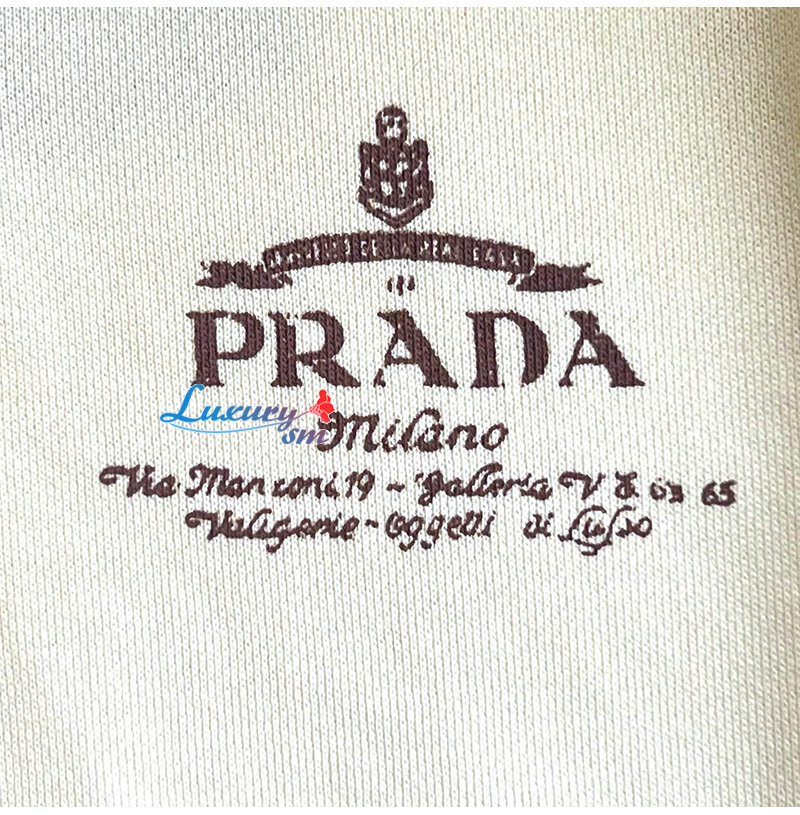 PRADA
Luxury
sm
Milano
Via Manzoni 19 ~ Galleria V & 63 65
Valigerie ~ Oggetti di Lusso